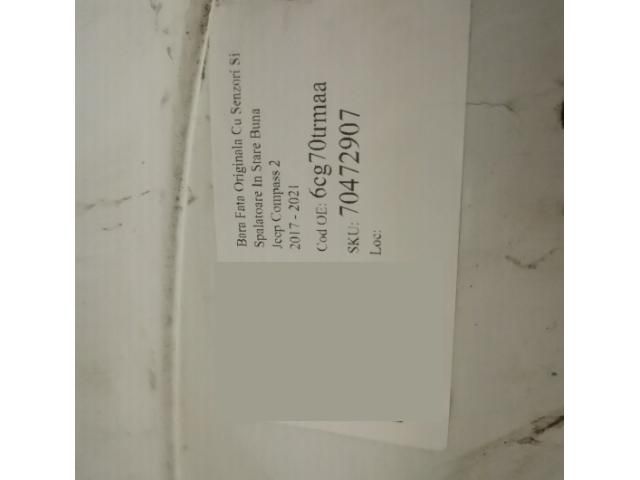 Bara Fata Originala Cu Senzori Si
Spalatoare In Stare Buna
Jeep Compass 2
2017 - 2021
Cod OE: 6cg70trmaa
SKU: 70472907
Loc: